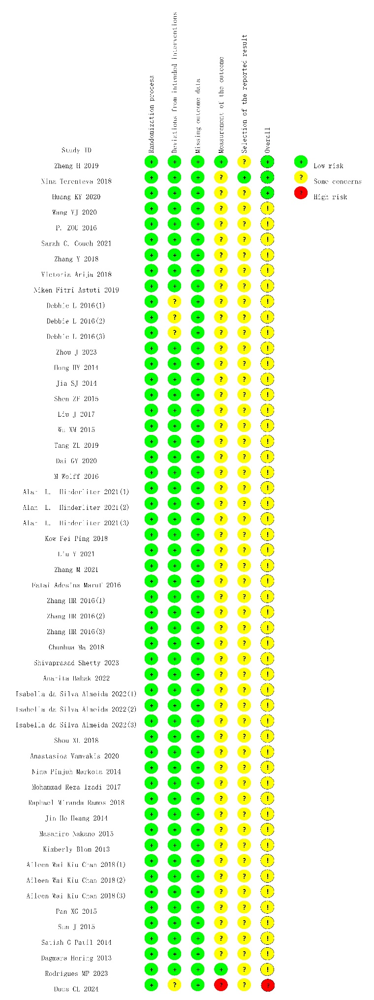 Randomization process
Deviations from intended interventions
Missing outcome data
Measurement of the outcome
Selection of the reported result
Overall
Study ID
Zheng H 2019 + + + + ? +
+ Low risk
Nina Terenteva 2018 + + + ? + +
? Some concerns
Huang KY 2020 + + + ? ? +
? High risk
Wang YJ 2020 + + + ? ? !
P. ZOU 2016 + + + ? ? !
Sarah C. Couch 2021 + + + ? ? !
Zhang Y 2018 + + + ? ? !
Victoria Arija 2018 + + + ? ? !
Niken Fitri Astuti 2019 + + + ? ? !
Debbie L 2016(1) + ? + ? ? !
Debbie L 2016(2) + ? + ? ? !
Debbie L 2016(3) + ? + ? ? !
Zhou J 2023 + + + ? ? !
Hong HY 2014 + + + ? ? !
Jia SJ 2014 + + + ? ? !
Shen ZF 2015 + + + ? ? !
Liu J 2017 + + + ? ? !
Wu XM 2015 + + + ? ? !
Tang ZL 2019 + + + ? ? !
Dai GY 2020 + + + ? ? !
M Wolff 2016 + + + ? ? !
Alan L. Hinderliter 2021(1) + + + ? ? !
Alan L. Hinderliter 2021(2) + + + ? ? !
Alan L. Hinderliter 2021(3) + + + ? ? !
Kow Fei Ping 2018 + + + ? ? !
Liu Y 2021 + + + ? ? !
Zhang M 2021 + + + ? ? !
Fatai Adesina Maruf 2016 + + + ? ? !
Zhang HR 2016(1) + + + ? ? !
Zhang HR 2016(2) + + + ? ? !
Zhang HR 2016(3) + + + ? ? !
Chunhua Ma 2018 + + + ? ? !
Shivaprasad Shetty 2023 + + + ? ? !
Babak 2022 + + + ? ? !
Isabella da Silva Almeida 2022(1) + + + ? ? !
Isabella da Silva Almeida 2022(2) + + + ? ? !
Isabella da Silva Almeida 2022(3) + + + ? ? !
Shou XL 2018 + + + ? ? !
Anastasios Vamvakis 2020 + + + ? ? !
Nina Pinjuh Markota 2014 + + + ? ? !
Mohammad Reza Izadi 2017 + + + ? ? !
Raphael Miranda Ramos 2018 + + + ? ? !
Jin Ho Hwang 2014 + + + ? ? !
Masahiro Nakano 2015 + + + ? ? !
Kimberly Blom 2013 + + + ? ? !
Aileen Wai Kiu Chan 2018(1) + + + ? ? !
Aileen Wai Kiu Chan 2018(2) + + + ? ? !
Aileen Wai Kiu Chan 2018(3) + + + ? ? !
Pan XG 2015 + + + ? ? !
Sun J 2015 + + + ? ? !
Satish G Patil 2014 + + + ? ? !
Dagmara Hering 2013 + + + ? ? !
Rodrigues MP 2023 + + + + ? !
CL 2024 + ? + ? ? ?